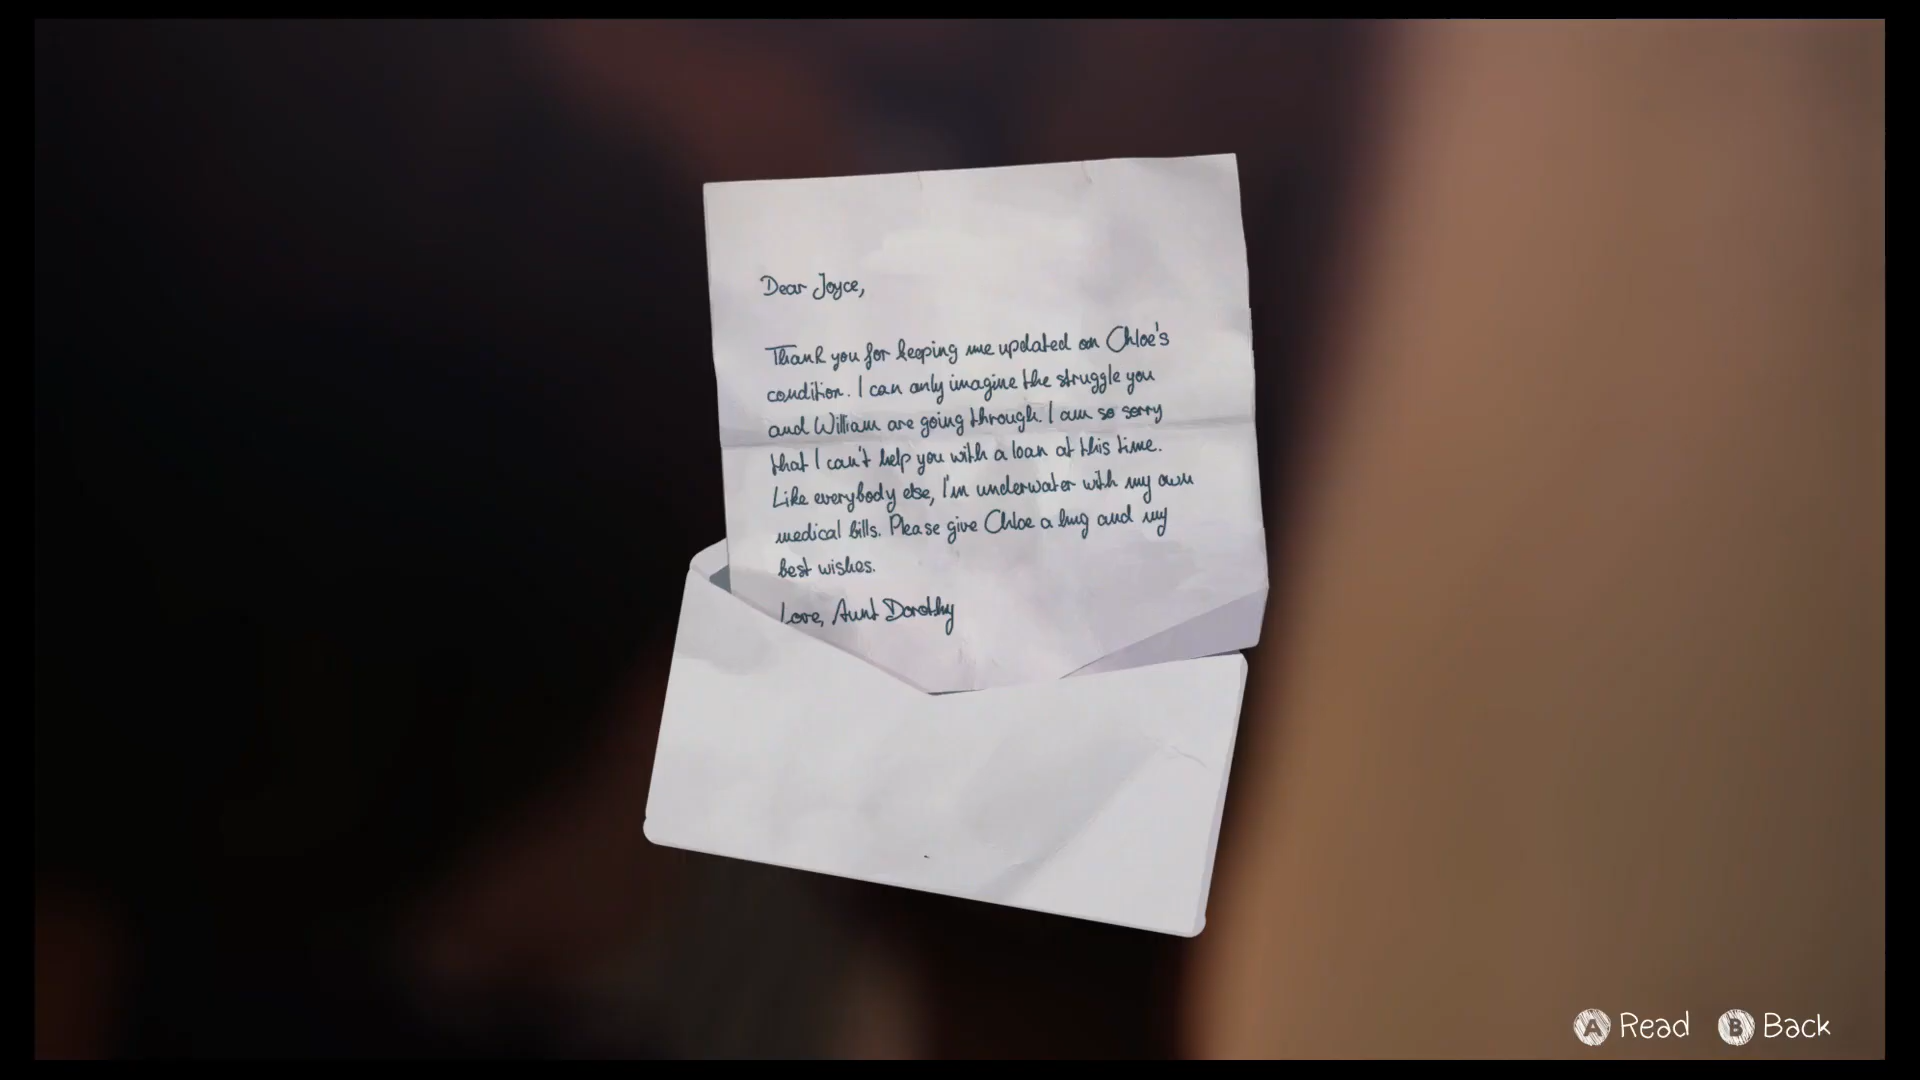 Dear Joyce,
Thank you for keeping me updated on Chloe's
condition. I can only imagine the struggle you
and William are going through. I am so sorry
that I can't help you with a loan at this time.
Like everybody else, I'm underwater with my own
medical bills. Please give Chloe a hug and my
best wishes.
Love, Aunt Dorothy
A Read B Back